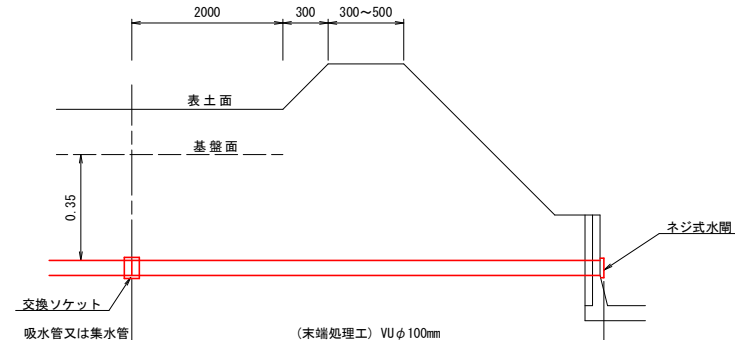 2000
300
300～500
表土面
基盤面
0.35
ネジ式水閘
交換ソケット
吸水管又は集水管
(末端処理工) VUφ100mm